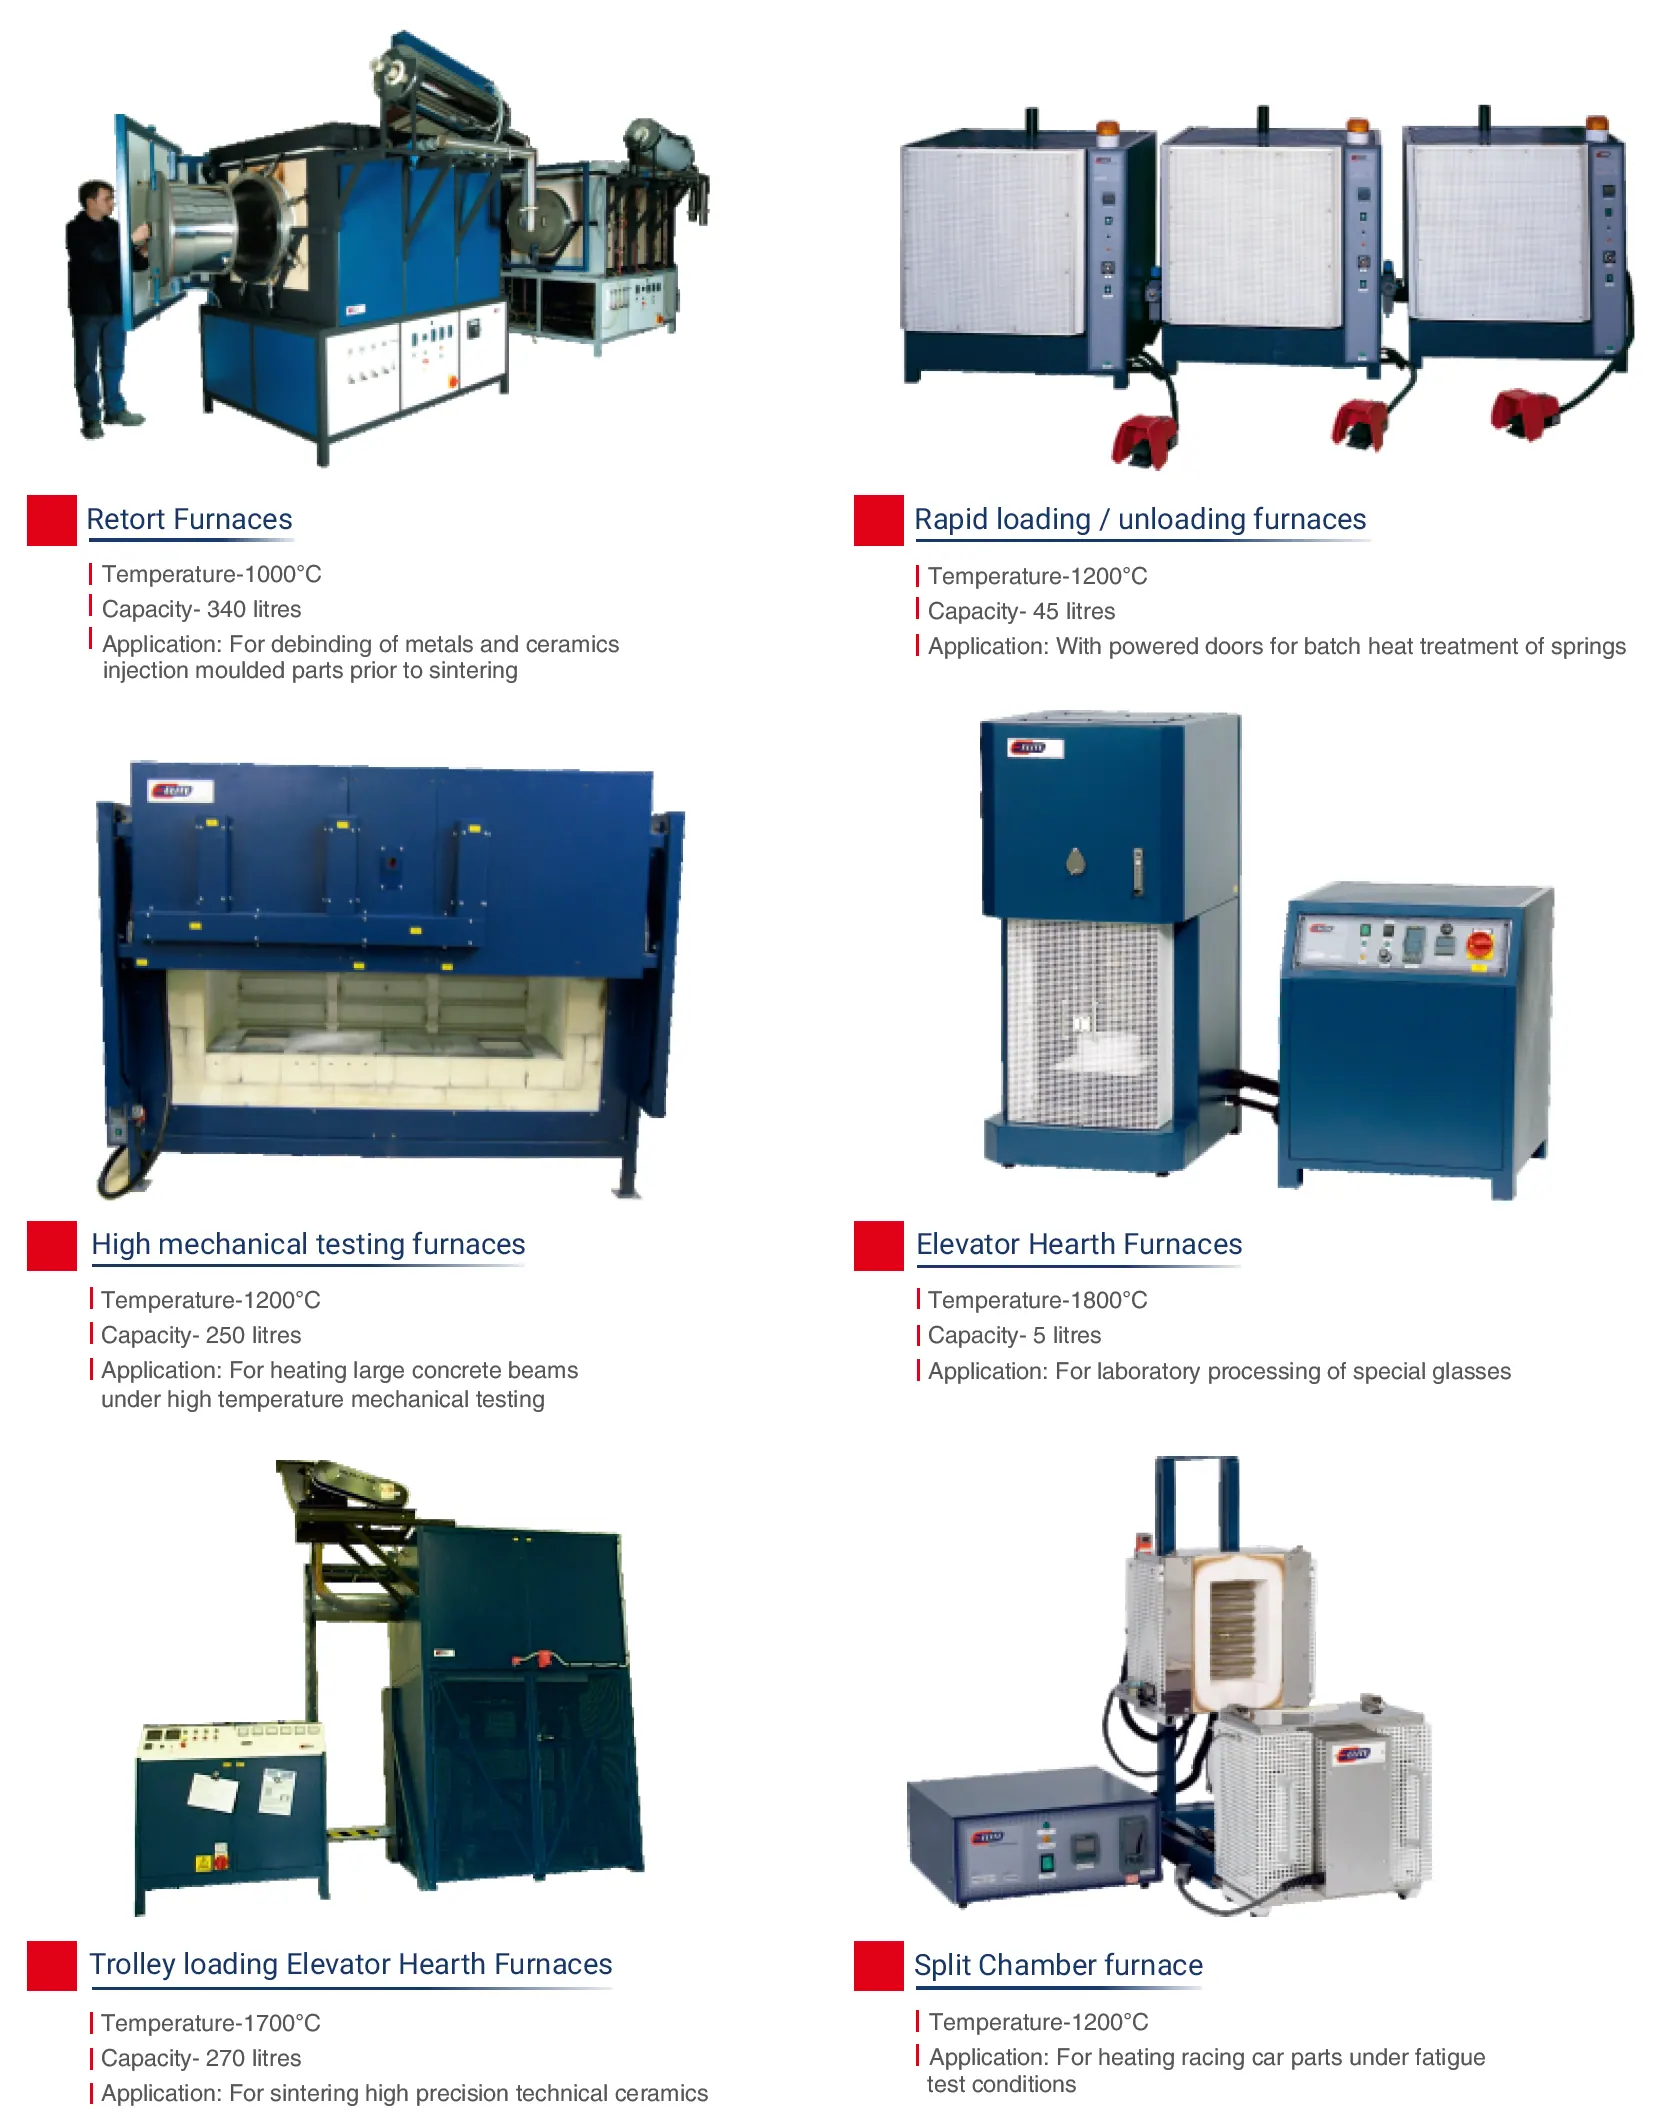 Retort Furnaces
Temperature-1000°C
Capacity- 340 litres
Application: For debinding of metals and ceramics
injection moulded parts prior to sintering
Rapid loading / unloading furnaces
Temperature-1200°C
Capacity- 45 litres
Application: With powered doors for batch heat treatment of springs
ELITE
High mechanical testing furnaces
Temperature-1200°C
Capacity- 250 litres
Application: For heating large concrete beams
under high temperature mechanical testing
ELITE
Elevator Hearth Furnaces
Temperature-1800°C
Capacity- 5 litres
Application: For laboratory processing of special glasses
Trolley loading Elevator Hearth Furnaces
Temperature-1700°C
Capacity- 270 litres
Application: For sintering high precision technical ceramics
ELITE
ELITE
Split Chamber furnace
Temperature-1200°C
Application: For heating racing car parts under fatigue
test conditions